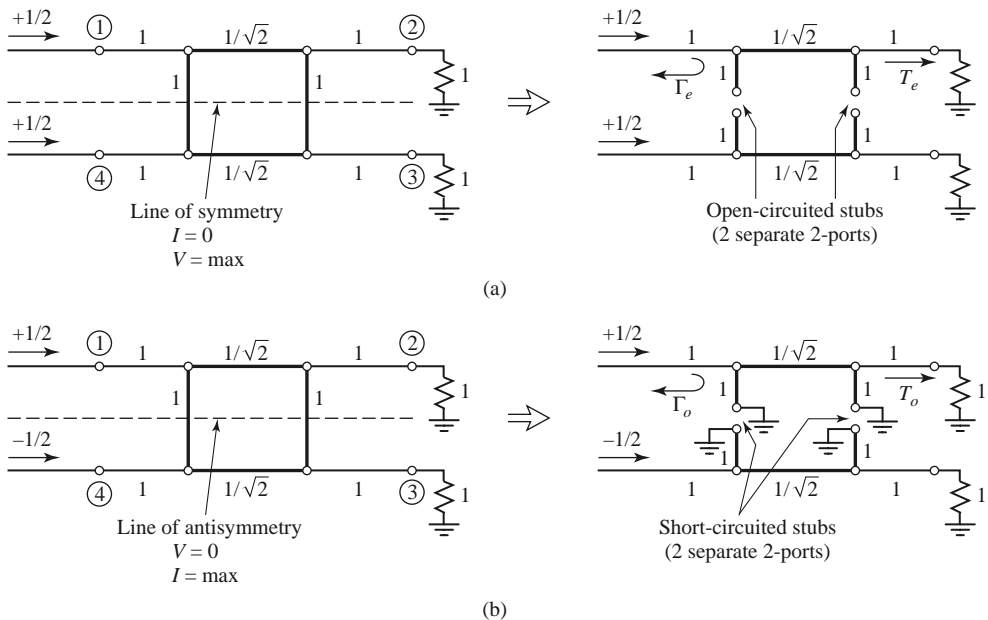 +1/2 ① 1 1/√2 1 ②
1 1 1
+1/2
④ 1 1/√2 1 ③
1
Line of symmetry
I = 0
V = max
+1/2 1 1/√2 1
1 1 1
Γe Te
+1/2 1 1
1 1/√2 1
1
Open-circuited stubs
(2 separate 2-ports)
(a)
+1/2 ① 1 1/√2 1 ②
1 1 1
–1/2
④ 1 1/√2 1 ③
1
Line of antisymmetry
V = 0
I = max
+1/2 1 1/√2 1
1 1 1
Γo To
–1/2 1 1
1 1/√2 1
1
Short-circuited stubs
(2 separate 2-ports)
(b)